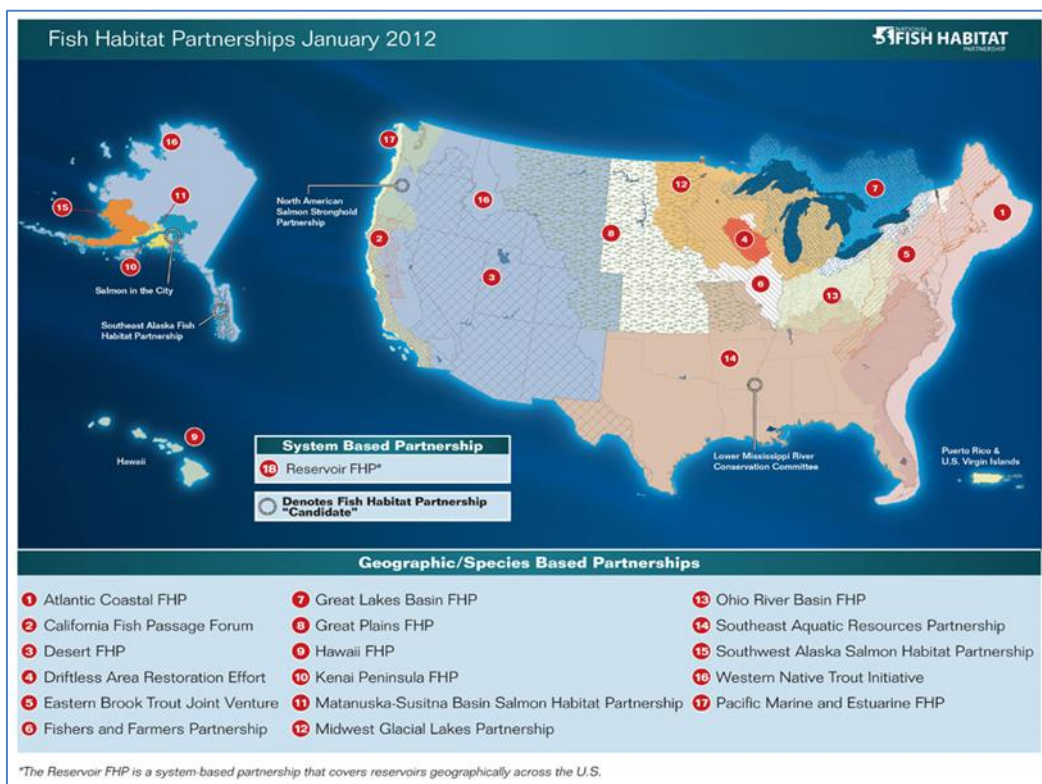 Fish Habitat Partnerships January 2012
NATIONAL
FISH HABITAT
PARTNERSHIP
16
17
15
11
North American
Salmon Stronghold
Partnership
16
12
7
1
2
8
4
5
10
3
6
13
Salmon in the City
Southeast Alaska Fish
Habitat Partnership
14
9
Hawaii
System Based Partnership
18 Reservoir FHP*
Denotes Fish Habitat Partnership
"Candidate"
Lower Mississippi River
Conservation Committee
Puerto Rico &
U.S. Virgin Islands
Geographic/Species Based Partnerships
1 Atlantic Coastal FHP
2 California Fish Passage Forum
3 Desert FHP
4 Driftless Area Restoration Effort
5 Eastern Brook Trout Joint Venture
6 Fishers and Farmers Partnership
7 Great Lakes Basin FHP
8 Great Plains FHP
9 Hawaii FHP
10 Kenai Peninsula FHP
11 Matanuska-Susitna Basin Salmon Habitat Partnership
12 Midwest Glacial Lakes Partnership
13 Ohio River Basin FHP
14 Southeast Aquatic Resources Partnership
15 Southwest Alaska Salmon Habitat Partnership
16 Western Native Trout Initiative
17 Pacific Marine and Estuarine FHP
*The Reservoir FHP is a system-based partnership that covers reservoirs geographically across the U.S.